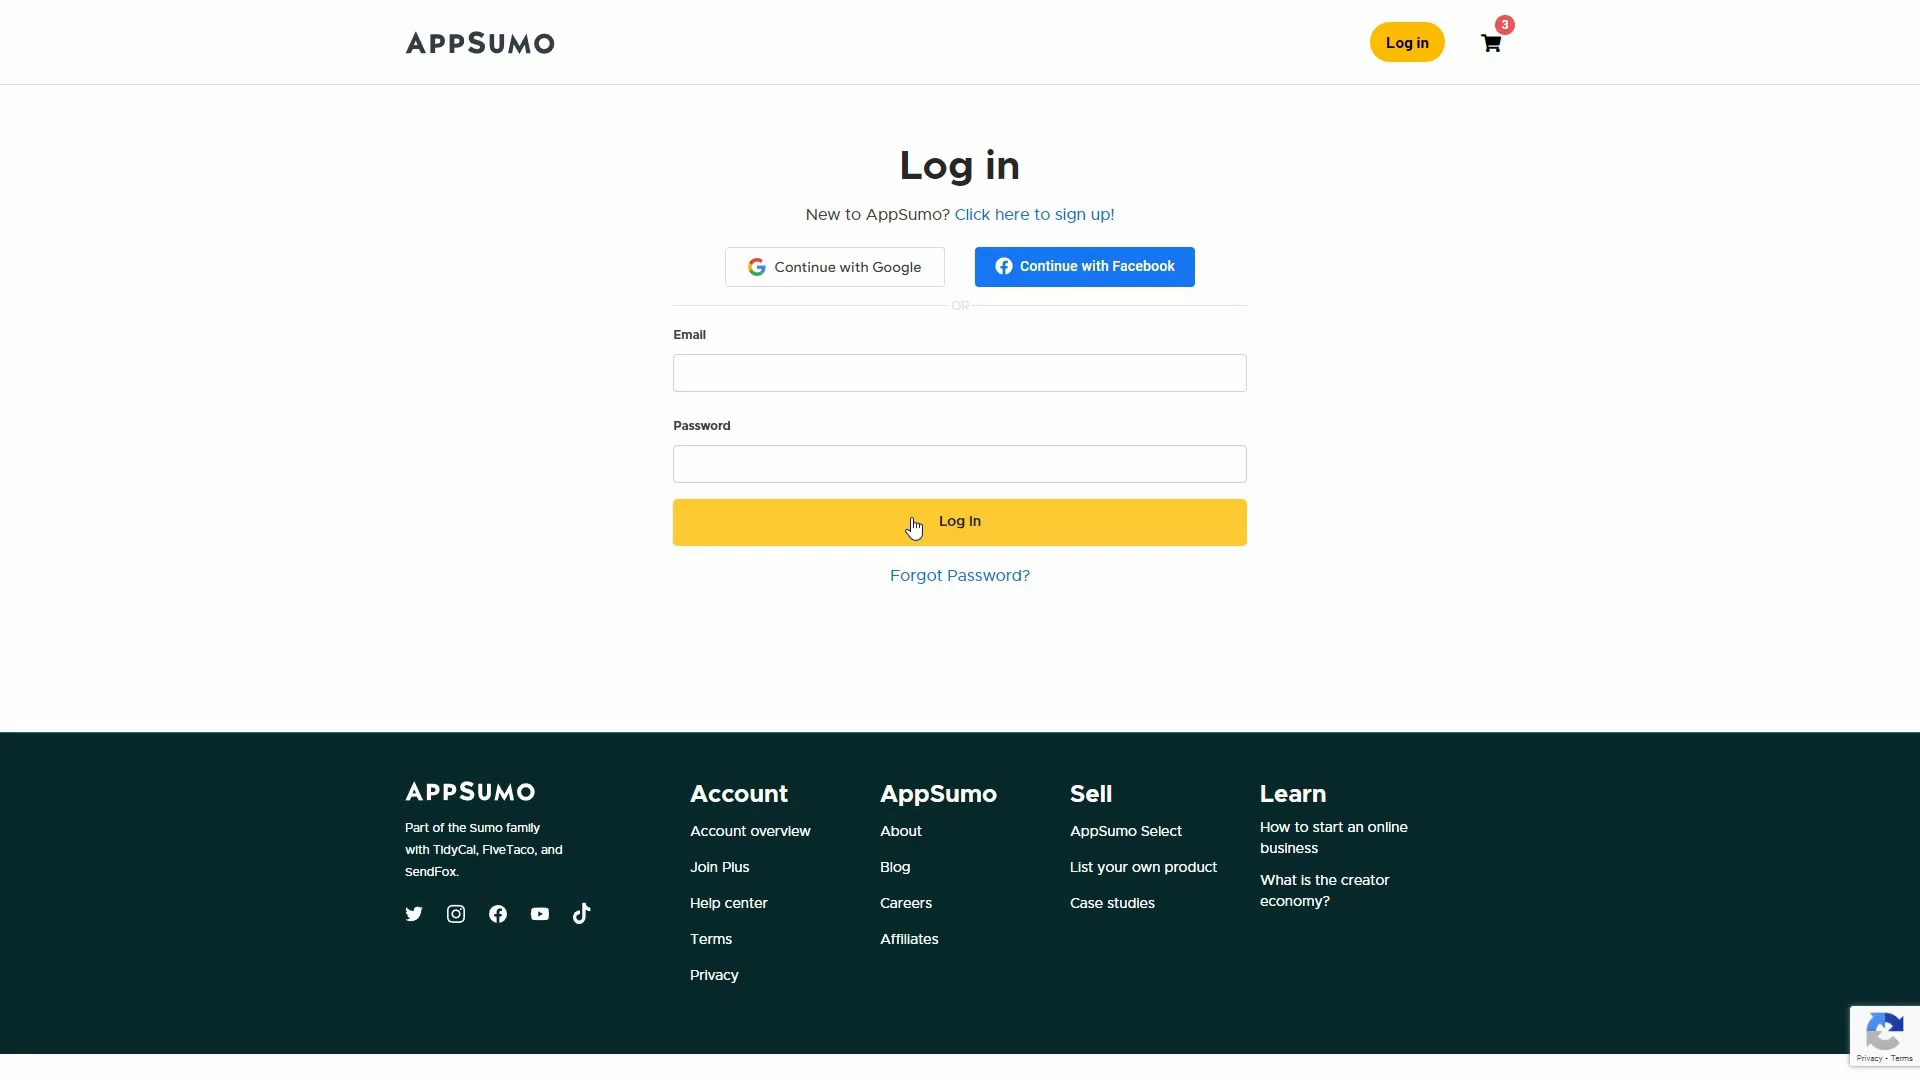 APPSUMO
Log in
3
Log in
New to AppSumo? Click here to sign up!
Continue with Google
Continue with Facebook
OR
Email
Password
Log In
Forgot Password?
APPSUMO
Part of the Sumo family
with TidyCal, FiveTaco, and
SendFox.
Account
Account overview
Join Plus
Help center
Terms
Privacy
AppSumo
About
Blog
Careers
Affiliates
Sell
AppSumo Select
List your own product
Case studies
Learn
How to start an online
business
What is the creator
economy?
Privacy - Terms